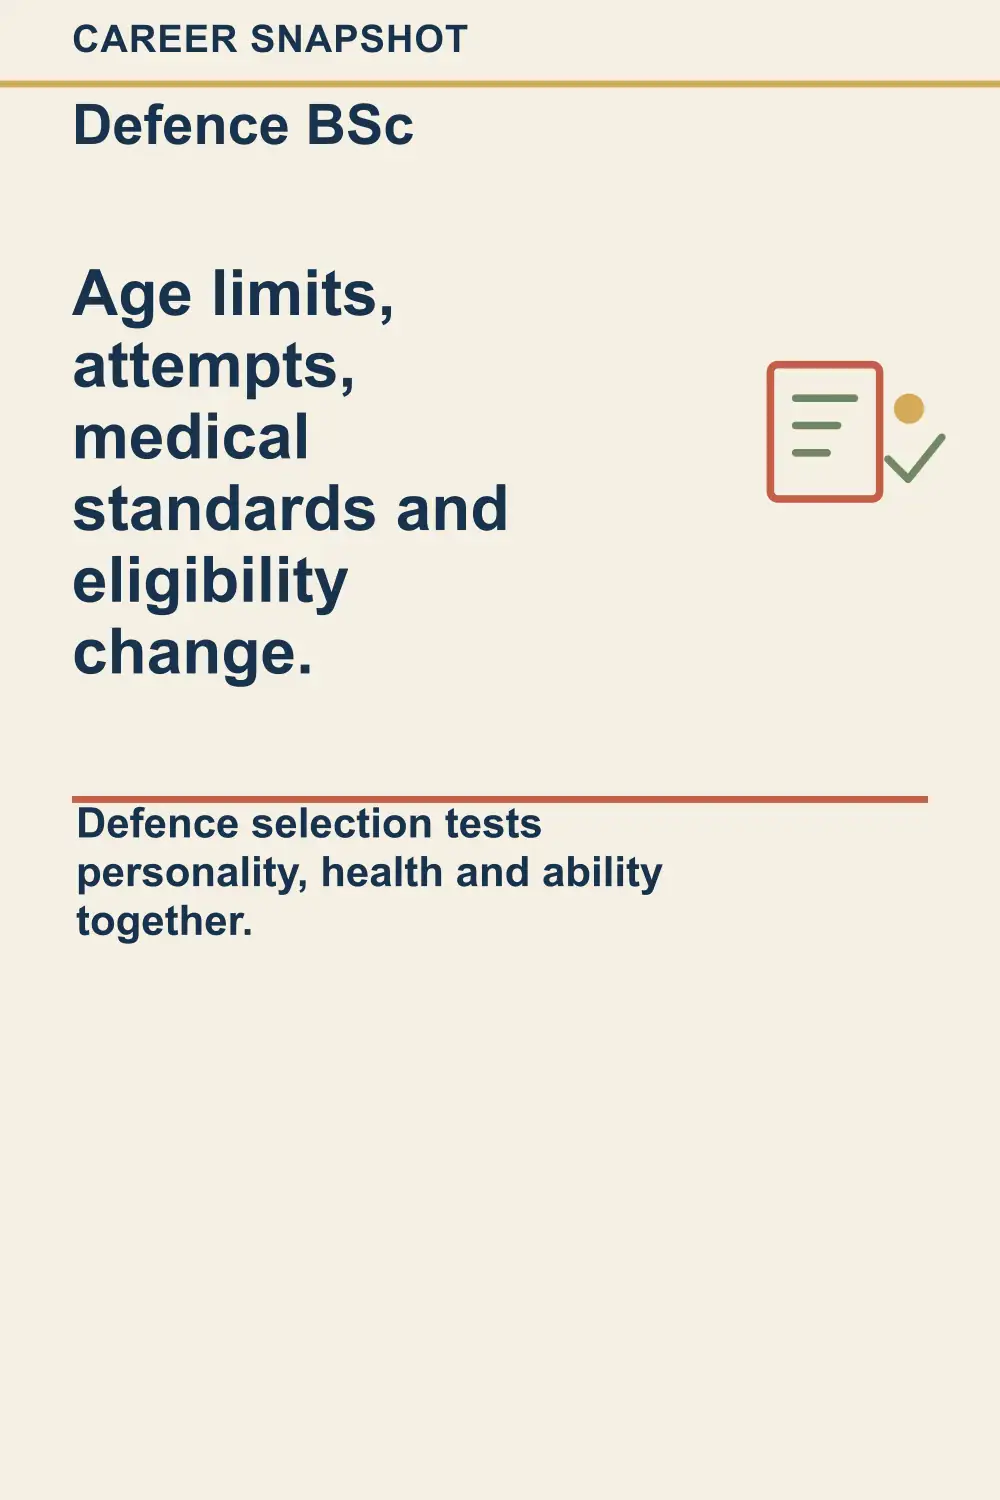 CAREER SNAPSHOT
Defence BSc
Age limits,
attempts,
medical
standards and
eligibility
change.
Defence selection tests
personality, health and ability
together.